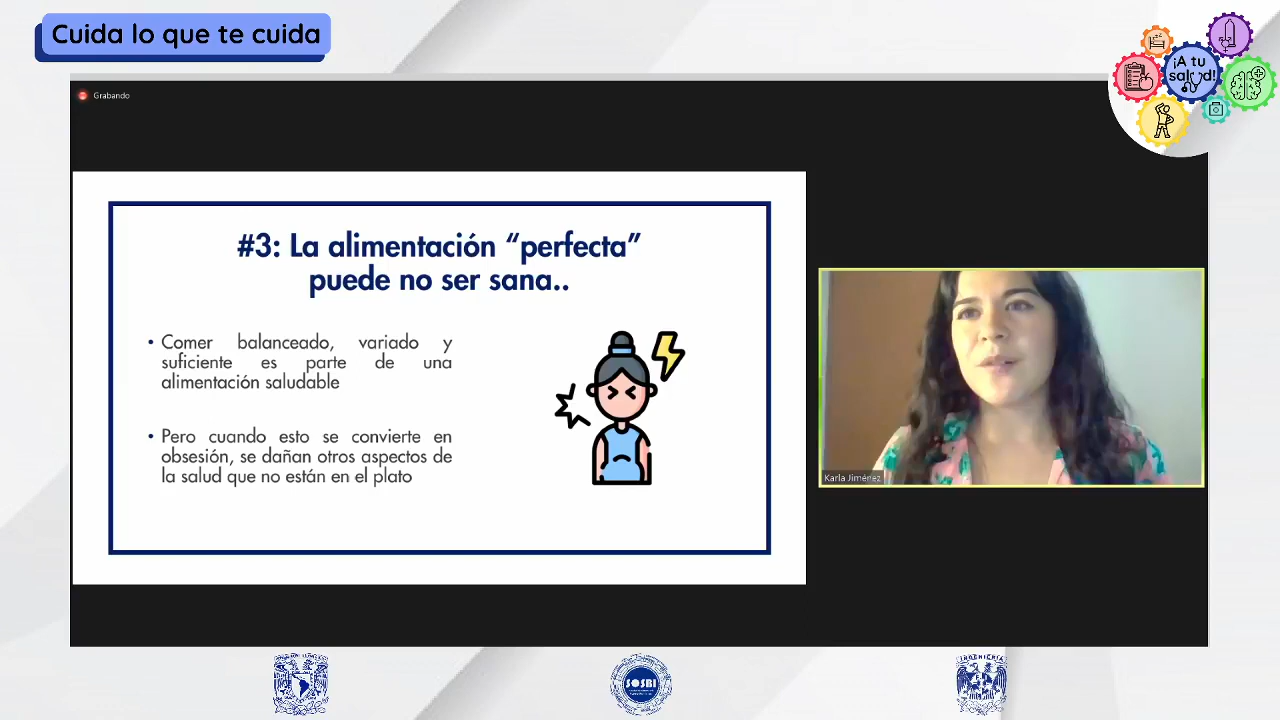 Cuida lo que te cuida
¡A tu
salud!
Grabando
#3: La alimentación “perfecta”
puede no ser sana..
• Comer balanceado, variado y
suficiente es parte de una
alimentación saludable
• Pero cuando esto se convierte en
obsesión, se dañan otros aspectos de
la salud que no están en el plato
Karla Jiménez
SOSBI
INGENIERIA